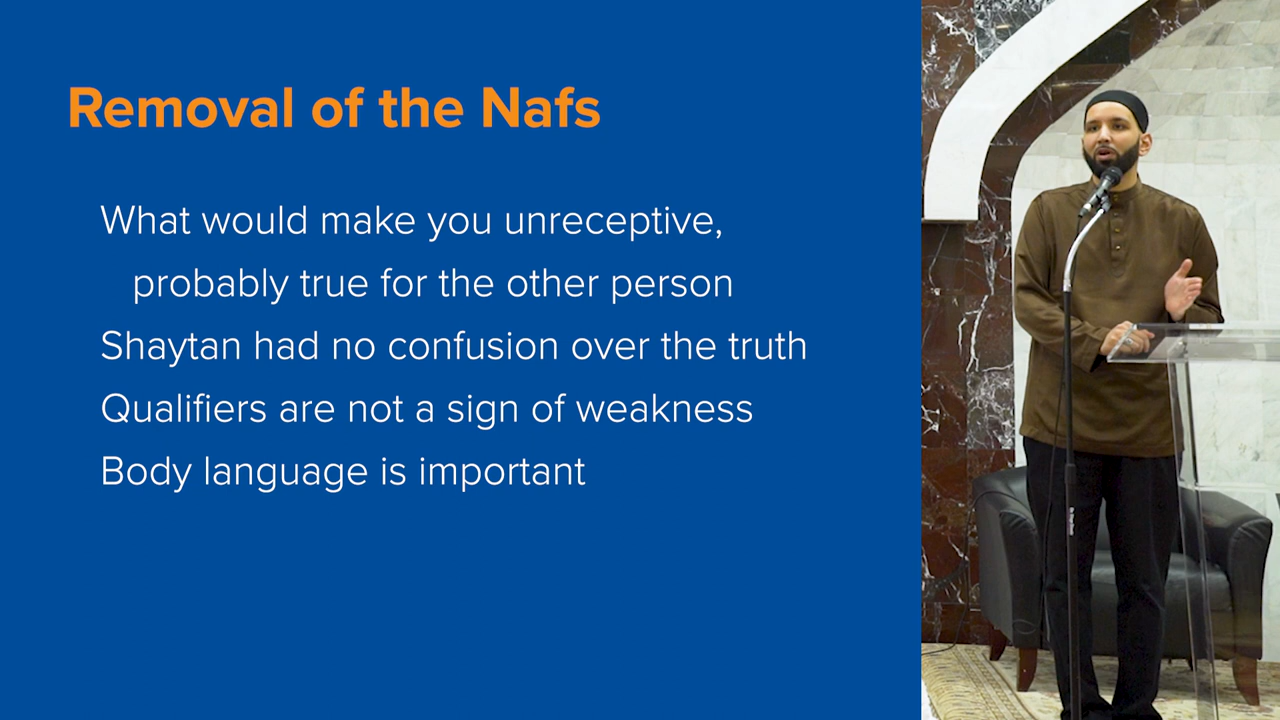 Removal of the Nafs
What would make you unreceptive,
probably true for the other person
Shaytan had no confusion over the truth
Qualifiers are not a sign of weakness
Body language is important